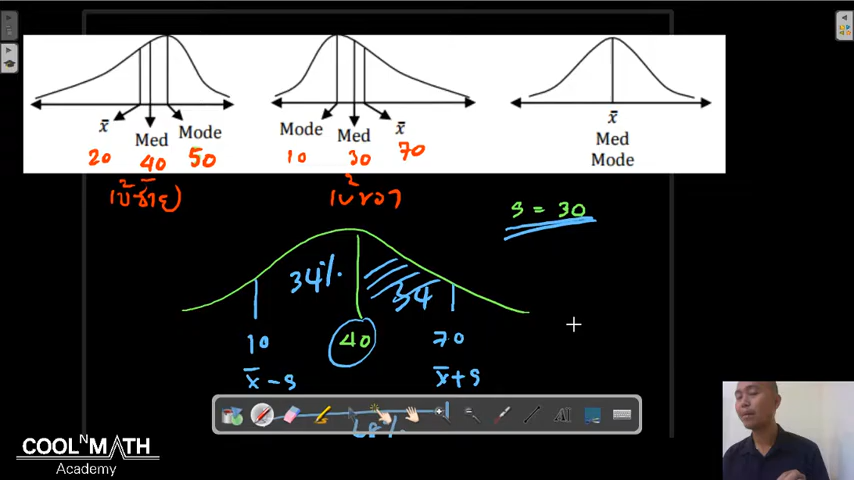 x̄ Med Mode
20 40 50
(เบ้ซ้าย)
Mode Med x̄
10 30 70
เบ้ขวา
x̄
Med
Mode
s = 30
34% 34
10 40 70
x̄-s x̄+s
68%
COOL N MATH
Academy